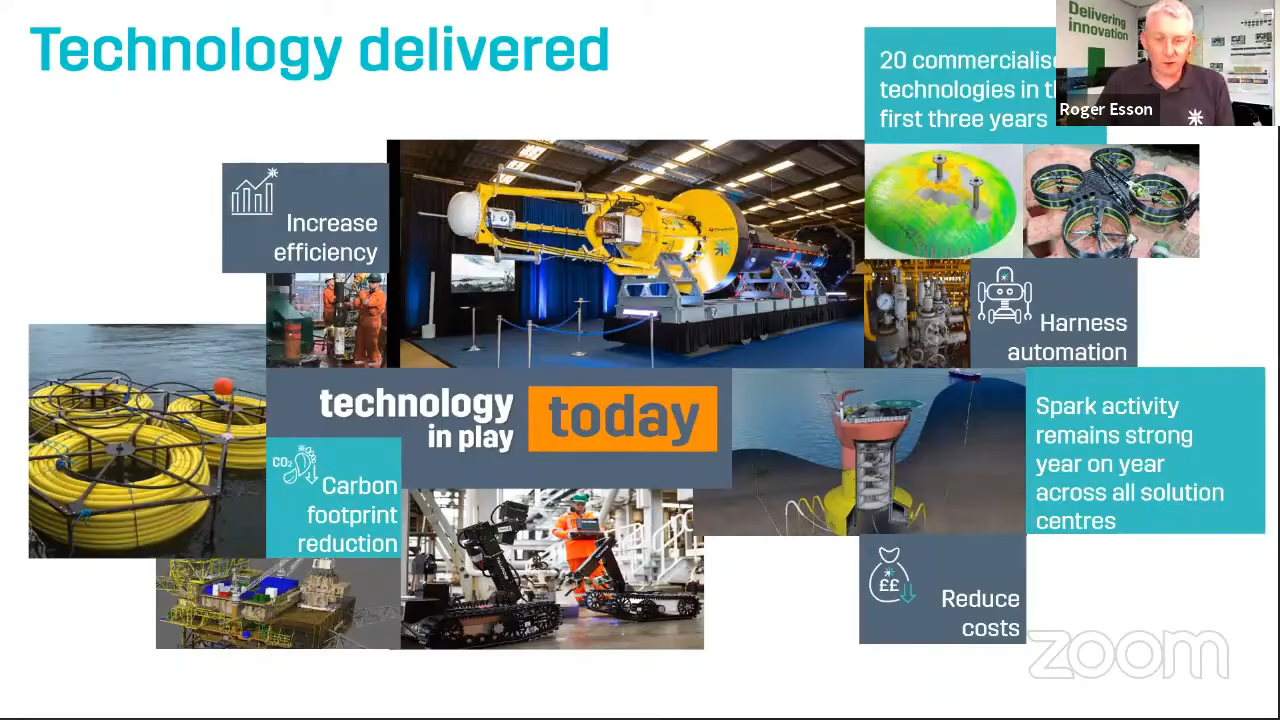 Technology delivered
20 commercialise
technologies in th
first three years
Delivering
innovation
Roger Esson
Increase
efficiency
Harness
automation
technology
in play
today
Spark activity
remains strong
year on year
across all solution
centres
CO₂
Carbon
footprint
reduction
££
Reduce
costs
zoom